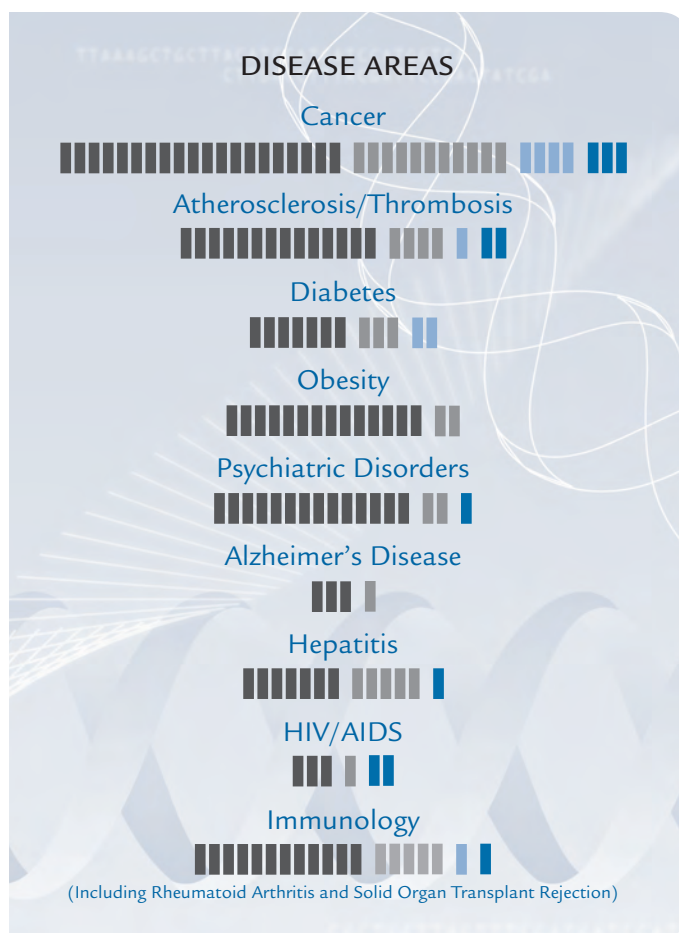 DISEASE AREAS
Cancer
Atherosclerosis/Thrombosis
Diabetes
Obesity
Psychiatric Disorders
Alzheimer’s Disease
Hepatitis
HIV/AIDS
Immunology
(Including Rheumatoid Arthritis and Solid Organ Transplant Rejection)